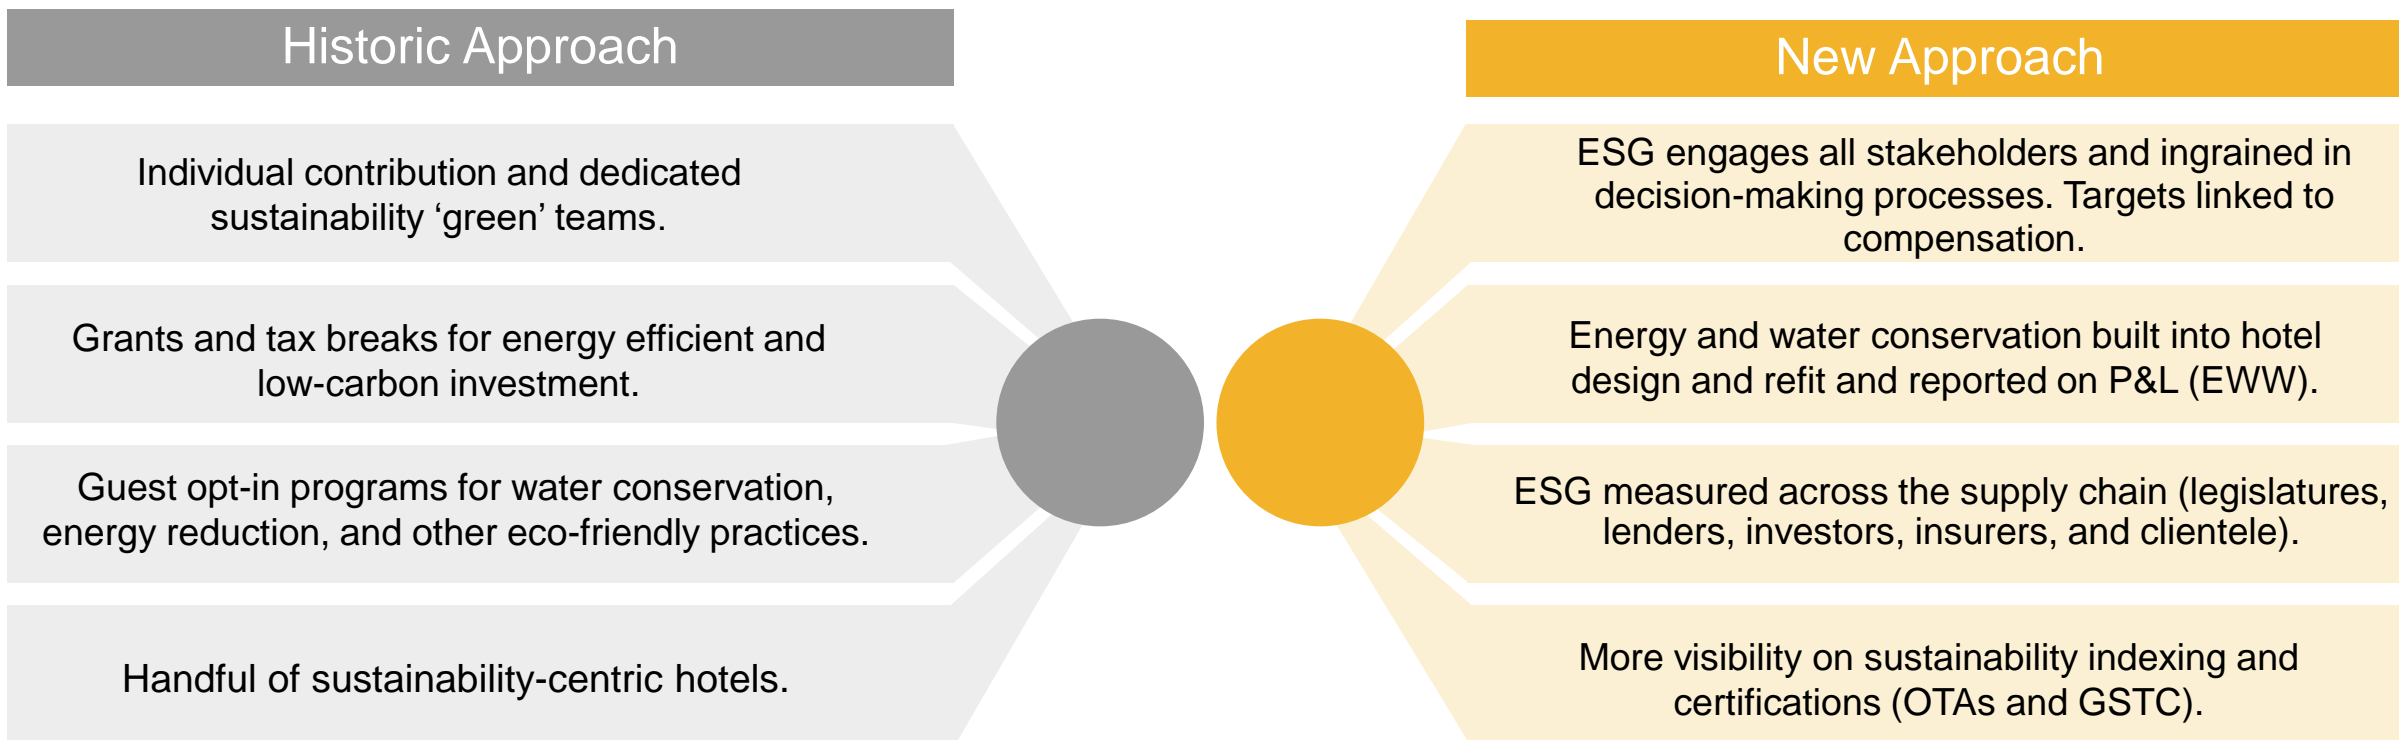 Historic Approach
Individual contribution and dedicated
sustainability ‘green’ teams.
Grants and tax breaks for energy efficient and
low-carbon investment.
Guest opt-in programs for water conservation,
energy reduction, and other eco-friendly practices.
Handful of sustainability-centric hotels.
New Approach
ESG engages all stakeholders and ingrained in
decision-making processes. Targets linked to
compensation.
Energy and water conservation built into hotel
design and refit and reported on P&L (EWW).
ESG measured across the supply chain (legislatures,
lenders, investors, insurers, and clientele).
More visibility on sustainability indexing and
certifications (OTAs and GSTC).